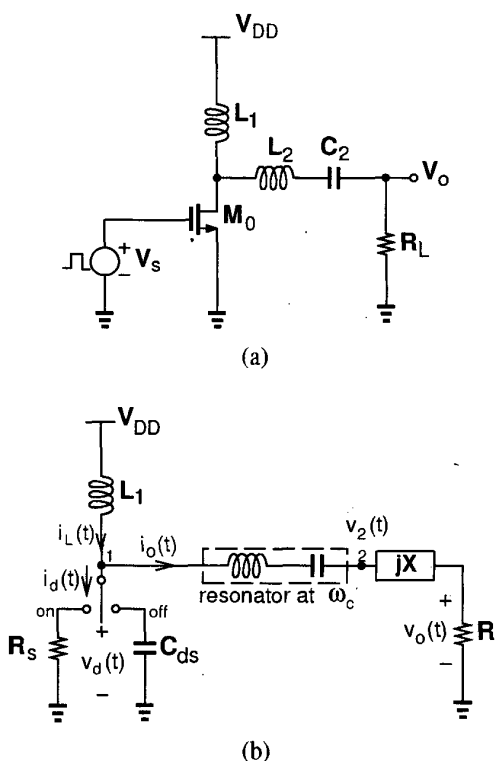 V_DD
L_1
L_2
C_2
V_o
M_0
+
V_s
−
R_L
(a)
V_DD
L_1
i_L(t)
1
i_o(t)
v_2(t)
2
jX
resonator at ω_c
i_d(t)
on
off
+
+
R_s
v_d(t)
C_ds
v_o(t)
R
−
−
(b)